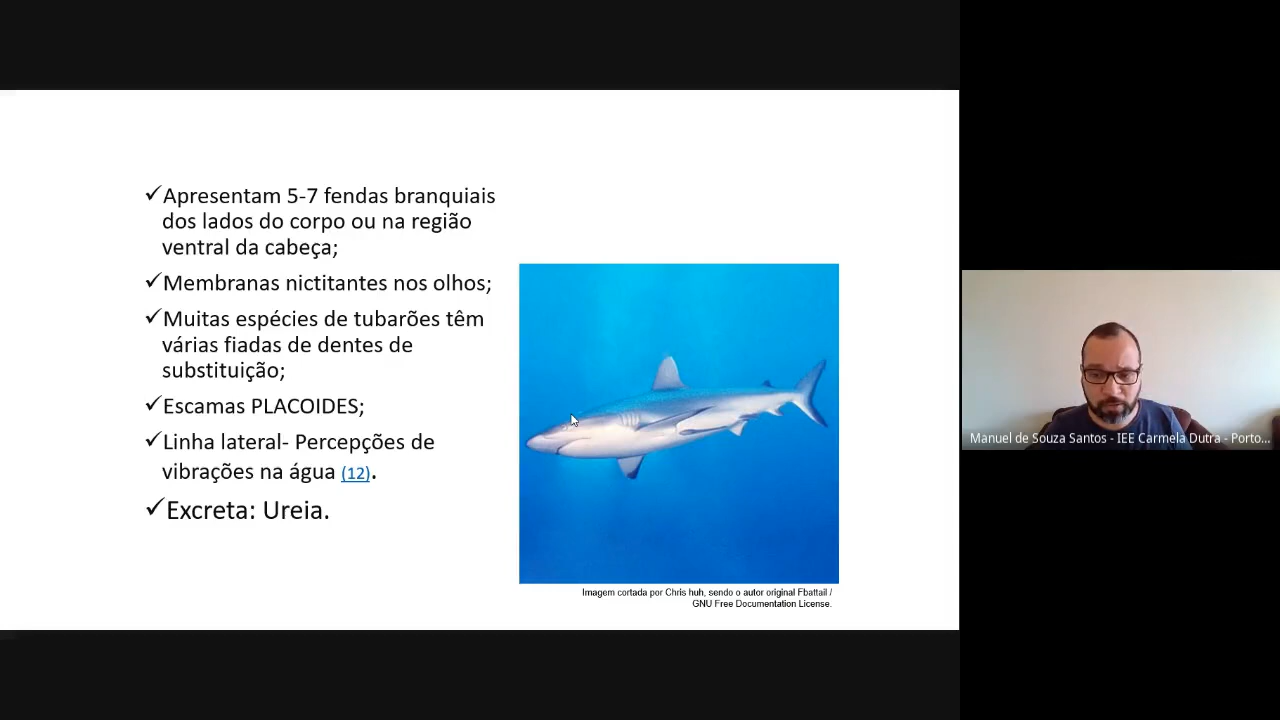 ✓Apresentam 5-7 fendas branquiais
dos lados do corpo ou na região
ventral da cabeça;
✓Membranas nictitantes nos olhos;
✓Muitas espécies de tubarões têm
várias fiadas de dentes de
substituição;
✓Escamas PLACOIDES;
✓Linha lateral- Percepções de
vibrações na água (12).
✓Excreta: Ureia.
Imagem cortada por Chris huh, sendo o autor original Fbattail /
GNU Free Documentation License.
Manuel de Souza Santos - IEE Carmela Dutra - Porto...